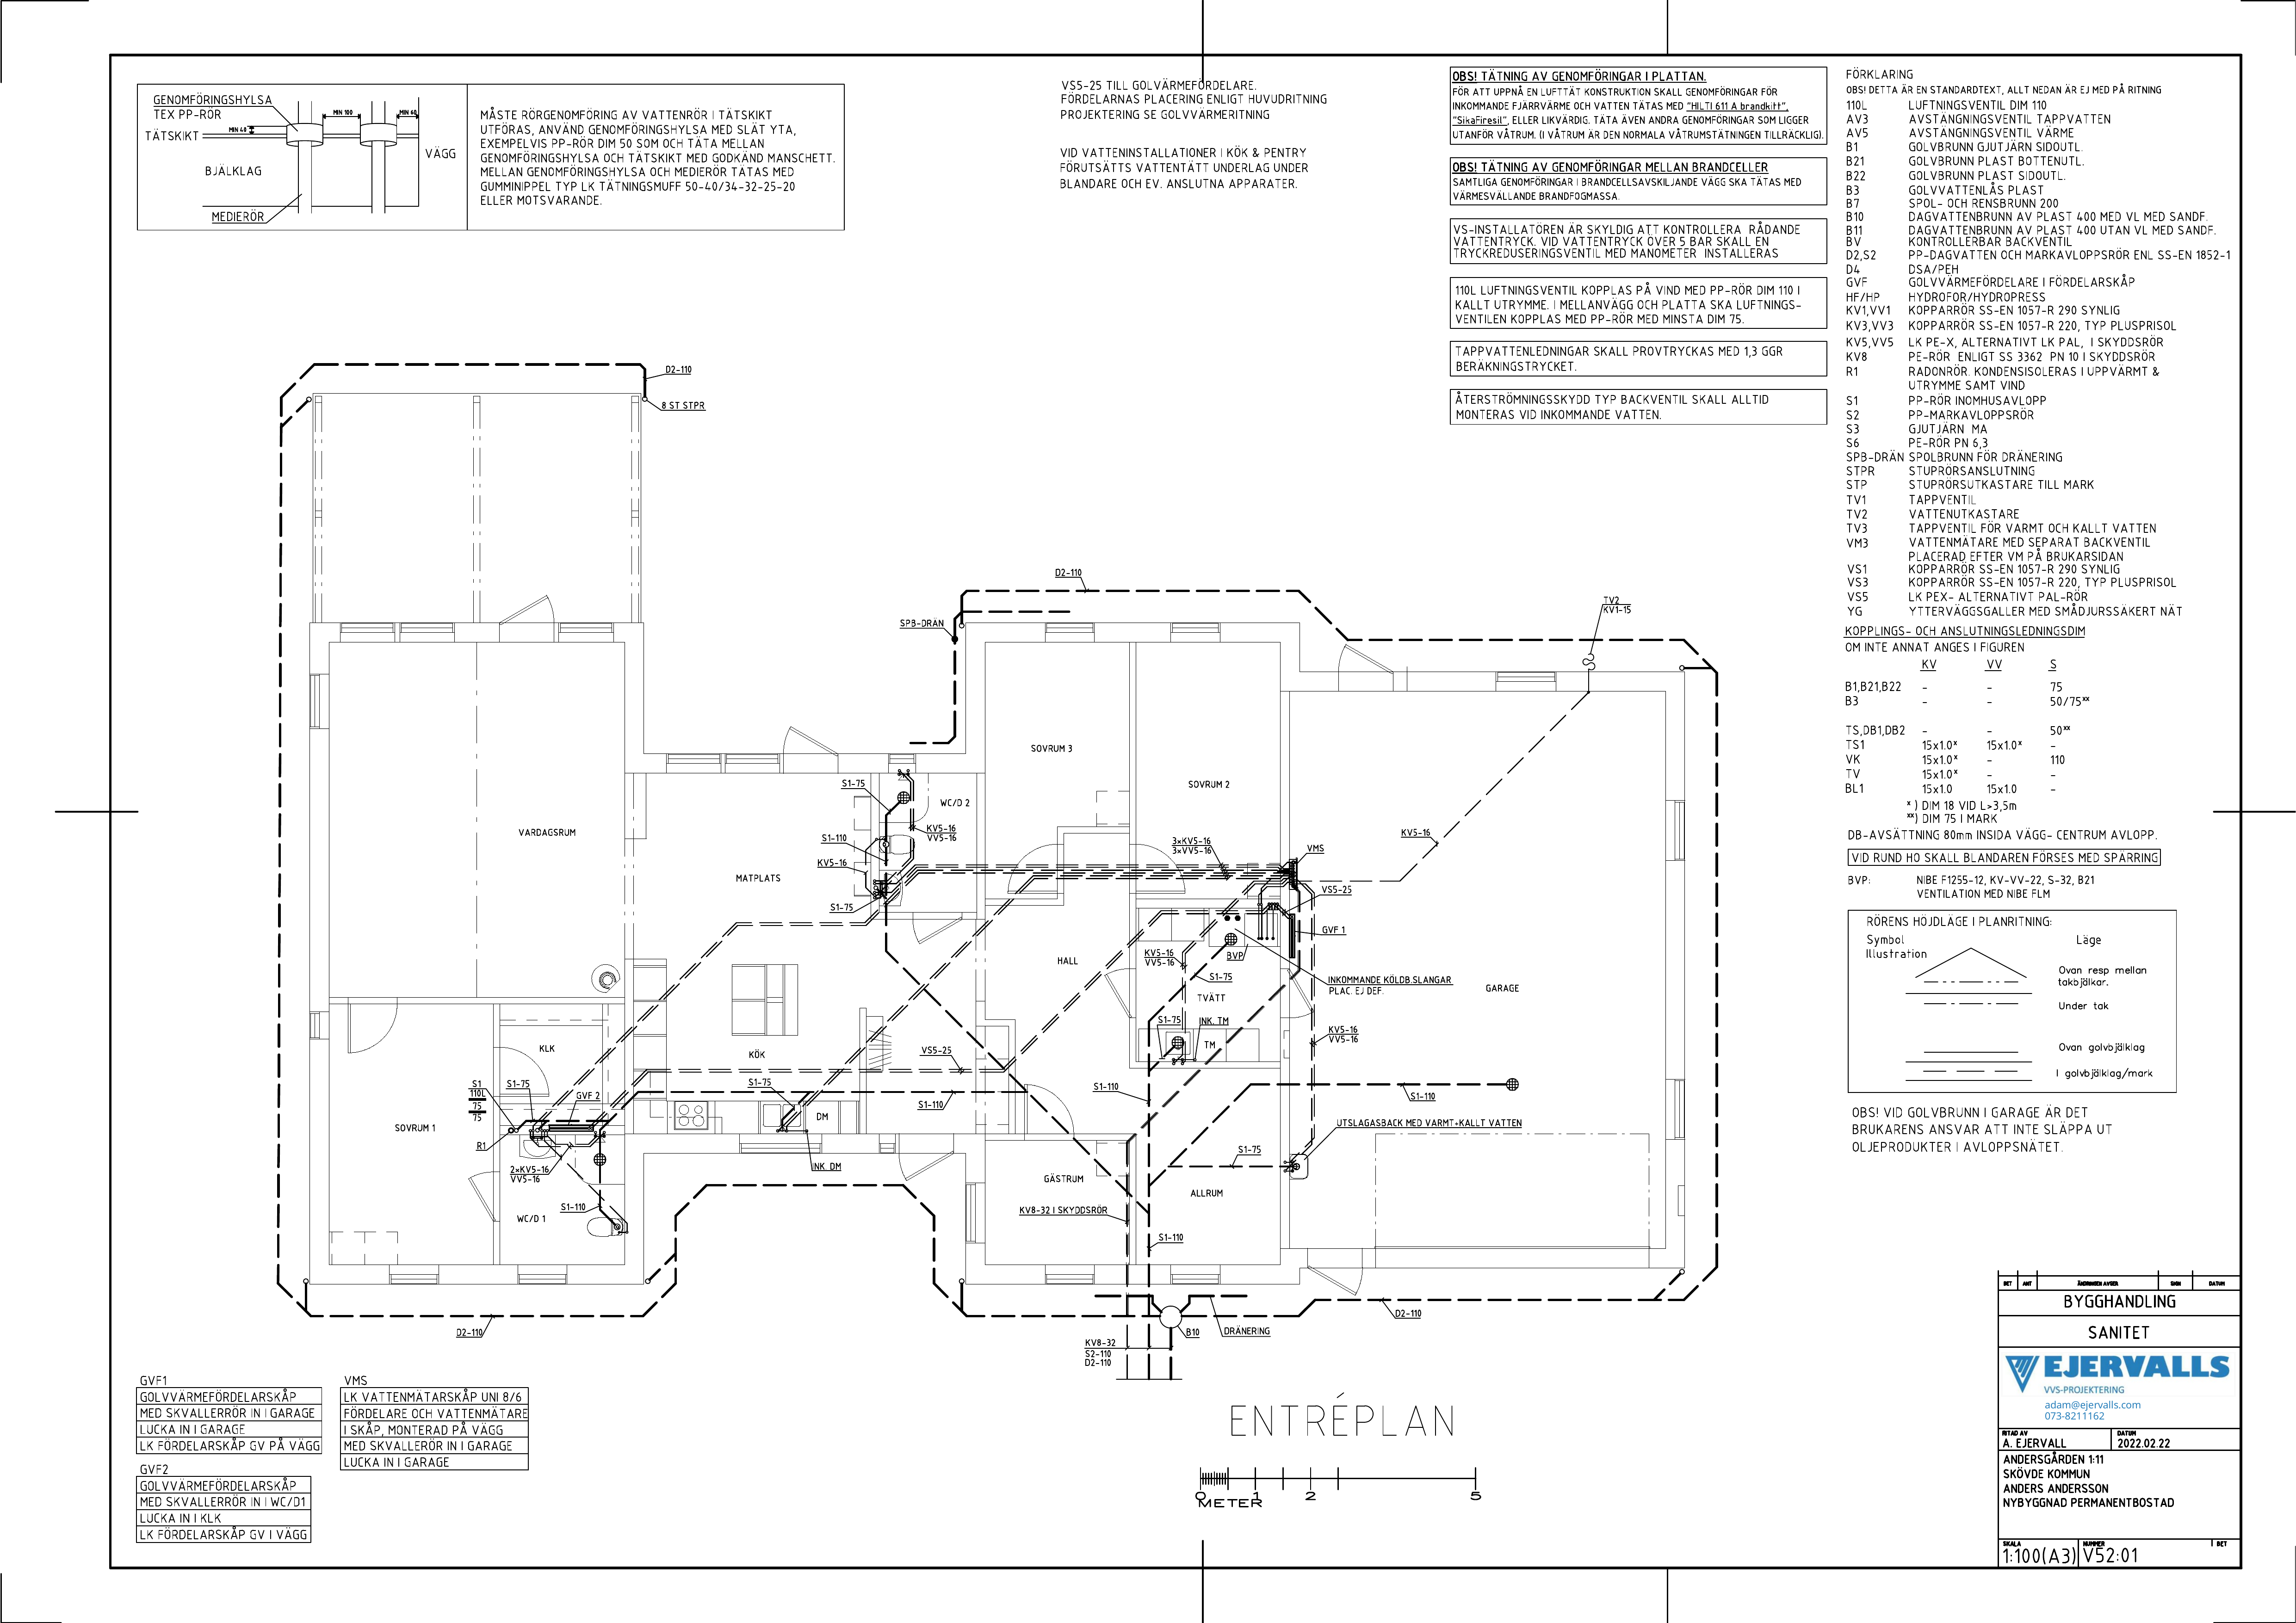 GENOMFÖRINGSHYLSA
TEX PP-RÖR
TÄTSKIKT
MIN 40
MIN 100
MIN 60
VÄGG
BJÄLKLAG
MEDIERÖR
MÅSTE RÖRGENOMFÖRING AV VATTENRÖR I TÄTSKIKT
UTFÖRAS, ANVÄND GENOMFÖRINGSHYLSA MED SLÄT YTA,
EXEMPELVIS PP-RÖR DIM 50 SOM OCH TÄTA MELLAN
GENOMFÖRINGSHYLSA OCH TÄTSKIKT MED GODKÄND MANSCHETT.
MELLAN GENOMFÖRINGSHYLSA OCH MEDIERÖR TÄTAS MED
GUMMINIPPEL TYP LK TÄTNINGSMUFF 50-40/34-32-25-20
ELLER MOTSVARANDE.
VS5-25 TILL GOLVÄRMEFÖRDELARE.
FÖRDELARNAS PLACERING ENLIGT HUVUDRITNING
PROJEKTERING SE GOLVVÄRMERITNING
VID VATTENINSTALLATIONER I KÖK & PENTRY
FÖRUTSÄTTS VATTENTÄTT UNDERLAG UNDER
BLANDARE OCH EV. ANSLUTNA APPARATER.
OBS! TÄTNING AV GENOMFÖRINGAR I PLATTAN.
FÖR ATT UPPNÅ EN LUFTTÄT KONSTRUKTION SKALL GENOMFÖRINGAR FÖR
INKOMMANDE FJÄRRVÄRME OCH VATTEN TÄTAS MED "HILTI 611 A brandkitt",
"SikaFiresil", ELLER LIKVÄRDIG. TÄTA ÄVEN ANDRA GENOMFÖRINGAR SOM LIGGER
UTANFÖR VÅTRUM. (I VÅTRUM ÄR DEN NORMALA VÅTRUMSTÄTNINGEN TILLRÄCKLIG).
OBS! TÄTNING AV GENOMFÖRINGAR MELLAN BRANDCELLER
SAMTLIGA GENOMFÖRINGAR I BRANDCELLSAVSKILJANDE VÄGG SKA TÄTAS MED
VÄRMESVÄLLANDE BRANDFOGMASSA.
VS-INSTALLATÖREN ÄR SKYLDIG ATT KONTROLLERA RÅDANDE
VATTENTRYCK. VID VATTENTRYCK ÖVER 5 BAR SKALL EN
TRYCKREDUSERINGSVENTIL MED MANOMETER INSTALLERAS
110L LUFTNINGSVENTIL KOPPLAS PÅ VIND MED PP-RÖR DIM 110 I
KALLT UTRYMME. I MELLANVÄGG OCH PLATTA SKA LUFTNINGS-
VENTILEN KOPPLAS MED PP-RÖR MED MINSTA DIM 75.
TAPPVATTENLEDNINGAR SKALL PROVTRYCKAS MED 1,3 GGR
BERÄKNINGSTRYCKET.
ÅTERSTRÖMNINGSSKYDD TYP BACKVENTIL SKALL ALLTID
MONTERAS VID INKOMMANDE VATTEN.
FÖRKLARING
OBS! DETTA ÄR EN STANDARDTEXT, ALLT NEDAN ÄR EJ MED PÅ RITNING
110L LUFTNINGSVENTIL DIM 110
AV3 AVSTÄNGNINGSVENTIL TAPPVATTEN
AV5 AVSTÄNGNINGSVENTIL VÄRME
B1 GOLVBRUNN GJUTJÄRN SIDOUTL.
B21 GOLVBRUNN PLAST BOTTENUTL.
B22 GOLVBRUNN PLAST SIDOUTL.
B3 GOLVVATTENLÅS PLAST
B7 SPOL- OCH RENSBRUNN 200
B10 DAGVATTENBRUNN AV PLAST 400 MED VL MED SANDF.
B11 DAGVATTENBRUNN AV PLAST 400 UTAN VL MED SANDF.
BV KONTROLLERBAR BACKVENTIL
D2,S2 PP-DAGVATTEN OCH MARKAVLOPPSRÖR ENL SS-EN 1852-1
D4 DSA/PEH
GVF GOLVVÄRMEFÖRDELARE I FÖRDELARSKÅP
HF/HP HYDROFOR/HYDROPRESS
KV1,VV1 KOPPARRÖR SS-EN 1057-R 290 SYNLIG
KV3,VV3 KOPPARRÖR SS-EN 1057-R 220, TYP PLUSPRISOL
KV5,VV5 LK PE-X, ALTERNATIVT LK PAL, I SKYDDSRÖR
KV8 PE-RÖR ENLIGT SS 3362 PN 10 I SKYDDSRÖR
R1 RADONRÖR. KONDENSISOLERAS I UPPVÄRMT &
UTRYMME SAMT VIND
S1 PP-RÖR INOMHUSAVLOPP
S2 PP-MARKAVLOPPSRÖR
S3 GJUTJÄRN MA
S6 PE-RÖR PN 6,3
SPB-DRÄN SPOLBRUNN FÖR DRÄNERING
STPR STUPRÖRSANSLUTNING
STP STUPRÖRSUTKASTARE TILL MARK
TV1 TAPPVENTIL
TV2 VATTENUTKASTARE
TV3 TAPPVENTIL FÖR VARMT OCH KALLT VATTEN
VM3 VATTENMÄTARE MED SEPARAT BACKVENTIL
PLACERAD EFTER VM PÅ BRUKARSIDAN
VS1 KOPPARRÖR SS-EN 1057-R 290 SYNLIG
VS3 KOPPARRÖR SS-EN 1057-R 220, TYP PLUSPRISOL
VS5 LK PEX- ALTERNATIVT PAL-RÖR
YG YTTERVÄGGSGALLER MED SMÅDJURSSÄKERT NÄT
KOPPLINGS- OCH ANSLUTNINGSLEDNINGSDIM
OM INTE ANNAT ANGES I FIGUREN
KV VV S
B1,B21,B22 - - 75
B3 - - 50/75xx
TS,DB1,DB2 - - 50xx
TS1 15x1.0x 15x1.0x -
VK 15x1.0x - 110
TV 15x1.0x - -
BL1 15x1.0 15x1.0 -
x ) DIM 18 VID L>3,5m
xx) DIM 75 I MARK
DB-AVSÄTTNING 80mm INSIDA VÄGG- CENTRUM AVLOPP.
VID RUND HO SKALL BLANDAREN FÖRSES MED SPÄRRING
BVP: NIBE F1255-12, KV-VV-22, S-32, B21
VENTILATION MED NIBE FLM
RÖRENS HÖJDLÄGE I PLANRITNING:
Symbol Läge
Illustration
Ovan resp mellan
takbjälkar.
Under tak
Ovan golvbjälklag
I golvbjälklag/mark
OBS! VID GOLVBRUNN I GARAGE ÄR DET
BRUKARENS ANSVAR ATT INTE SLÄPPA UT
OLJEPRODUKTER I AVLOPPSNÄTET.
D2-110
8 ST STPR
D2-110
SPB-DRÄN
TV2
KV1-15
SOVRUM 3
SOVRUM 2
S1-75
WC/D 2
VARDAGSRUM
KV5-16
VV5-16
S1-110
KV5-16
3xKV5-16
3xVV5-16
VMS
KV5-16
MATPLATS
VS5-25
S1-75
GVF 1
HALL
KV5-16
VV5-16
BVP
S1-75
INKOMMANDE KÖLDB.SLANGAR
PLAC. EJ DEF.
GARAGE
TVÄTT
S1-75
INK. TM
TM
KV5-16
VV5-16
KLK
KÖK
VS5-25
S1
110L
75
75
S1-75
GVF 2
S1-75
S1-110
S1-110
S1-110
DM
SOVRUM 1
R1
UTSLAGASBACK MED VARMT+KALLT VATTEN
S1-75
2xKV5-16
VV5-16
INK. DM
GÄSTRUM
ALLRUM
S1-110
WC/D 1
KV8-32 I SKYDDSRÖR
S1-110
D2-110
D2-110
B10
DRÄNERING
KV8-32
S2-110
D2-110
GVF1
GOLVVÄRMEFÖRDELARSKÅP
MED SKVALLERRÖR IN I GARAGE
LUCKA IN I GARAGE
LK FÖRDELARSKÅP GV PÅ VÄGG
GVF2
GOLVVÄRMEFÖRDELARSKÅP
MED SKVALLERRÖR IN I WC/D1
LUCKA IN I KLK
LK FÖRDELARSKÅP GV I VÄGG
VMS
LK VATTENMÄTARSKÅP UNI 8/6
FÖRDELARE OCH VATTENMÄTARE
I SKÅP, MONTERAD PÅ VÄGG
MED SKVALLERÖR IN I GARAGE
LUCKA IN I GARAGE
ENTRÉPLAN
0 1 2 5
METER
BET ANT ÄNDRINGEN AVSER SIGN DATUM
BYGGHANDLING
SANITET
EJERVALLS
VVS-PROJEKTERING
adam@ejervalls.com
073-8211162
RITAD AV DATUM
A. EJERVALL 2022.02.22
ANDERSGÅRDEN 1:11
SKÖVDE KOMMUN
ANDERS ANDERSSON
NYBYGGNAD PERMANENTBOSTAD
SKALA NUMMER BET
1:100(A3) V52:01